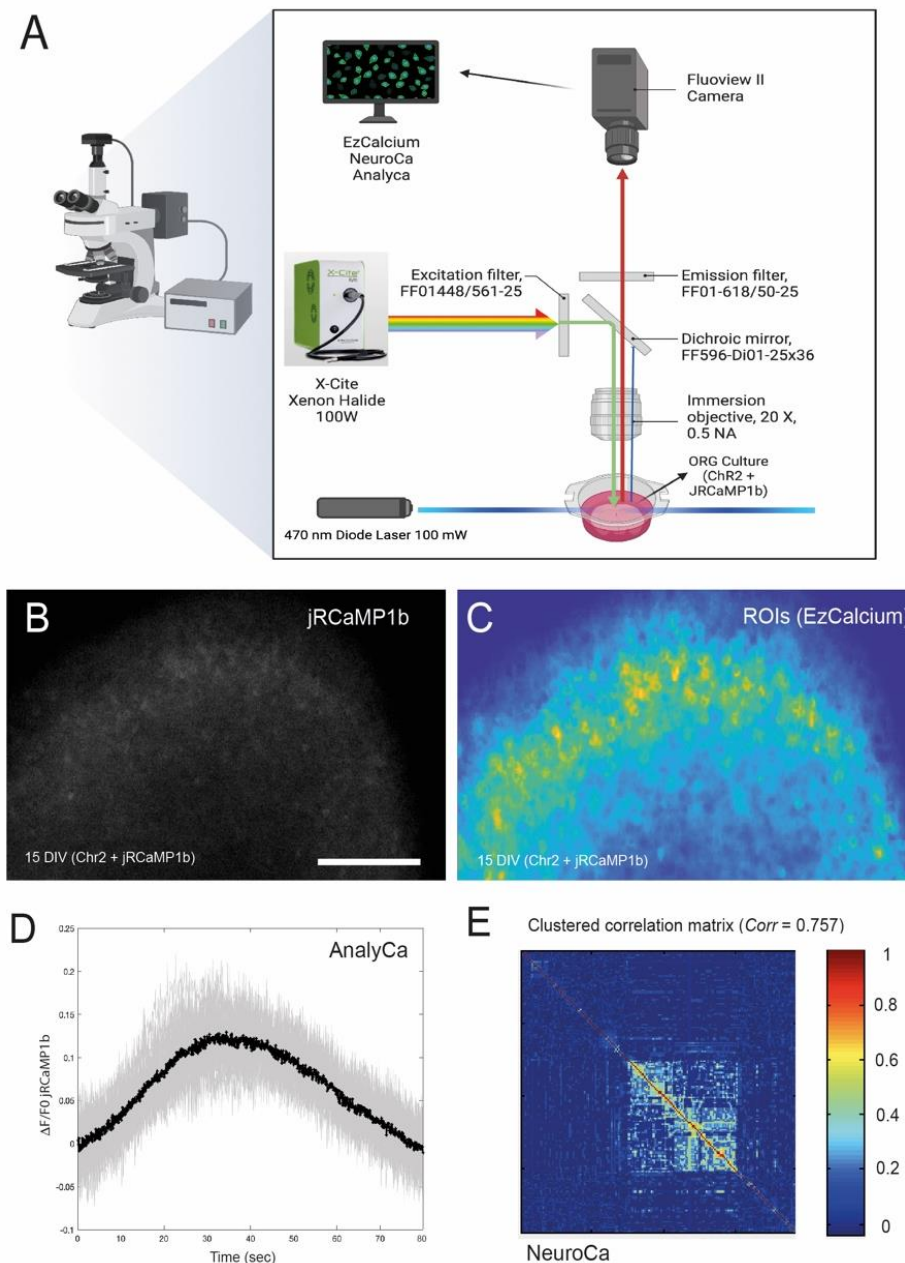 A
EzCalcium
NeuroCa
Analyca
Fluoview II
Camera
Excitation filter,
FF01448/561-25
Emission filter,
FF01-618/50-25
X-Cite
Dichroic mirror,
FF596-Di01-25x36
X-Cite
Xenon Halide
100W
Immersion
objective, 20 X,
0.5 NA
ORG Culture
(ChR2 +
JRCaMP1b)
470 nm Diode Laser 100 mW
B
jRCaMP1b
15 DIV (Chr2 + jRCaMP1b)
C
ROIs (EzCalcium)
15 DIV (Chr2 + jRCaMP1b)
D
AnalyCa
0.2
0.15
0.1
0.05
0
-0.05
-0.1
ΔF/F0 jRCaMP1b
0 10 20 30 40 50 60 70 80
Time (sec)
E
Clustered correlation matrix (Corr = 0.757)
1
0.8
0.6
0.4
0.2
0
NeuroCa